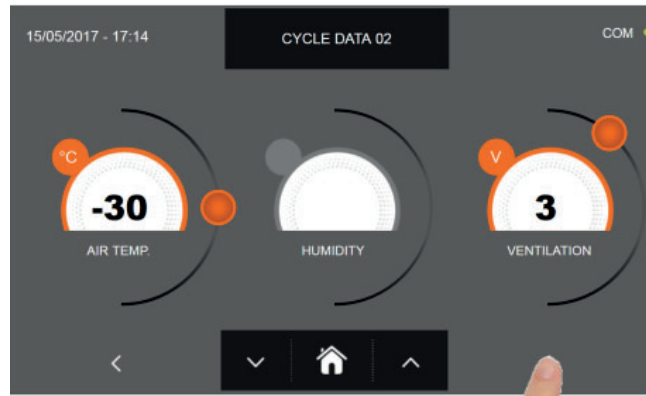 15/05/2017 - 17:14
CYCLE DATA 02
COM
°C
-30
AIR TEMP.
HUMIDITY
V
3
VENTILATION